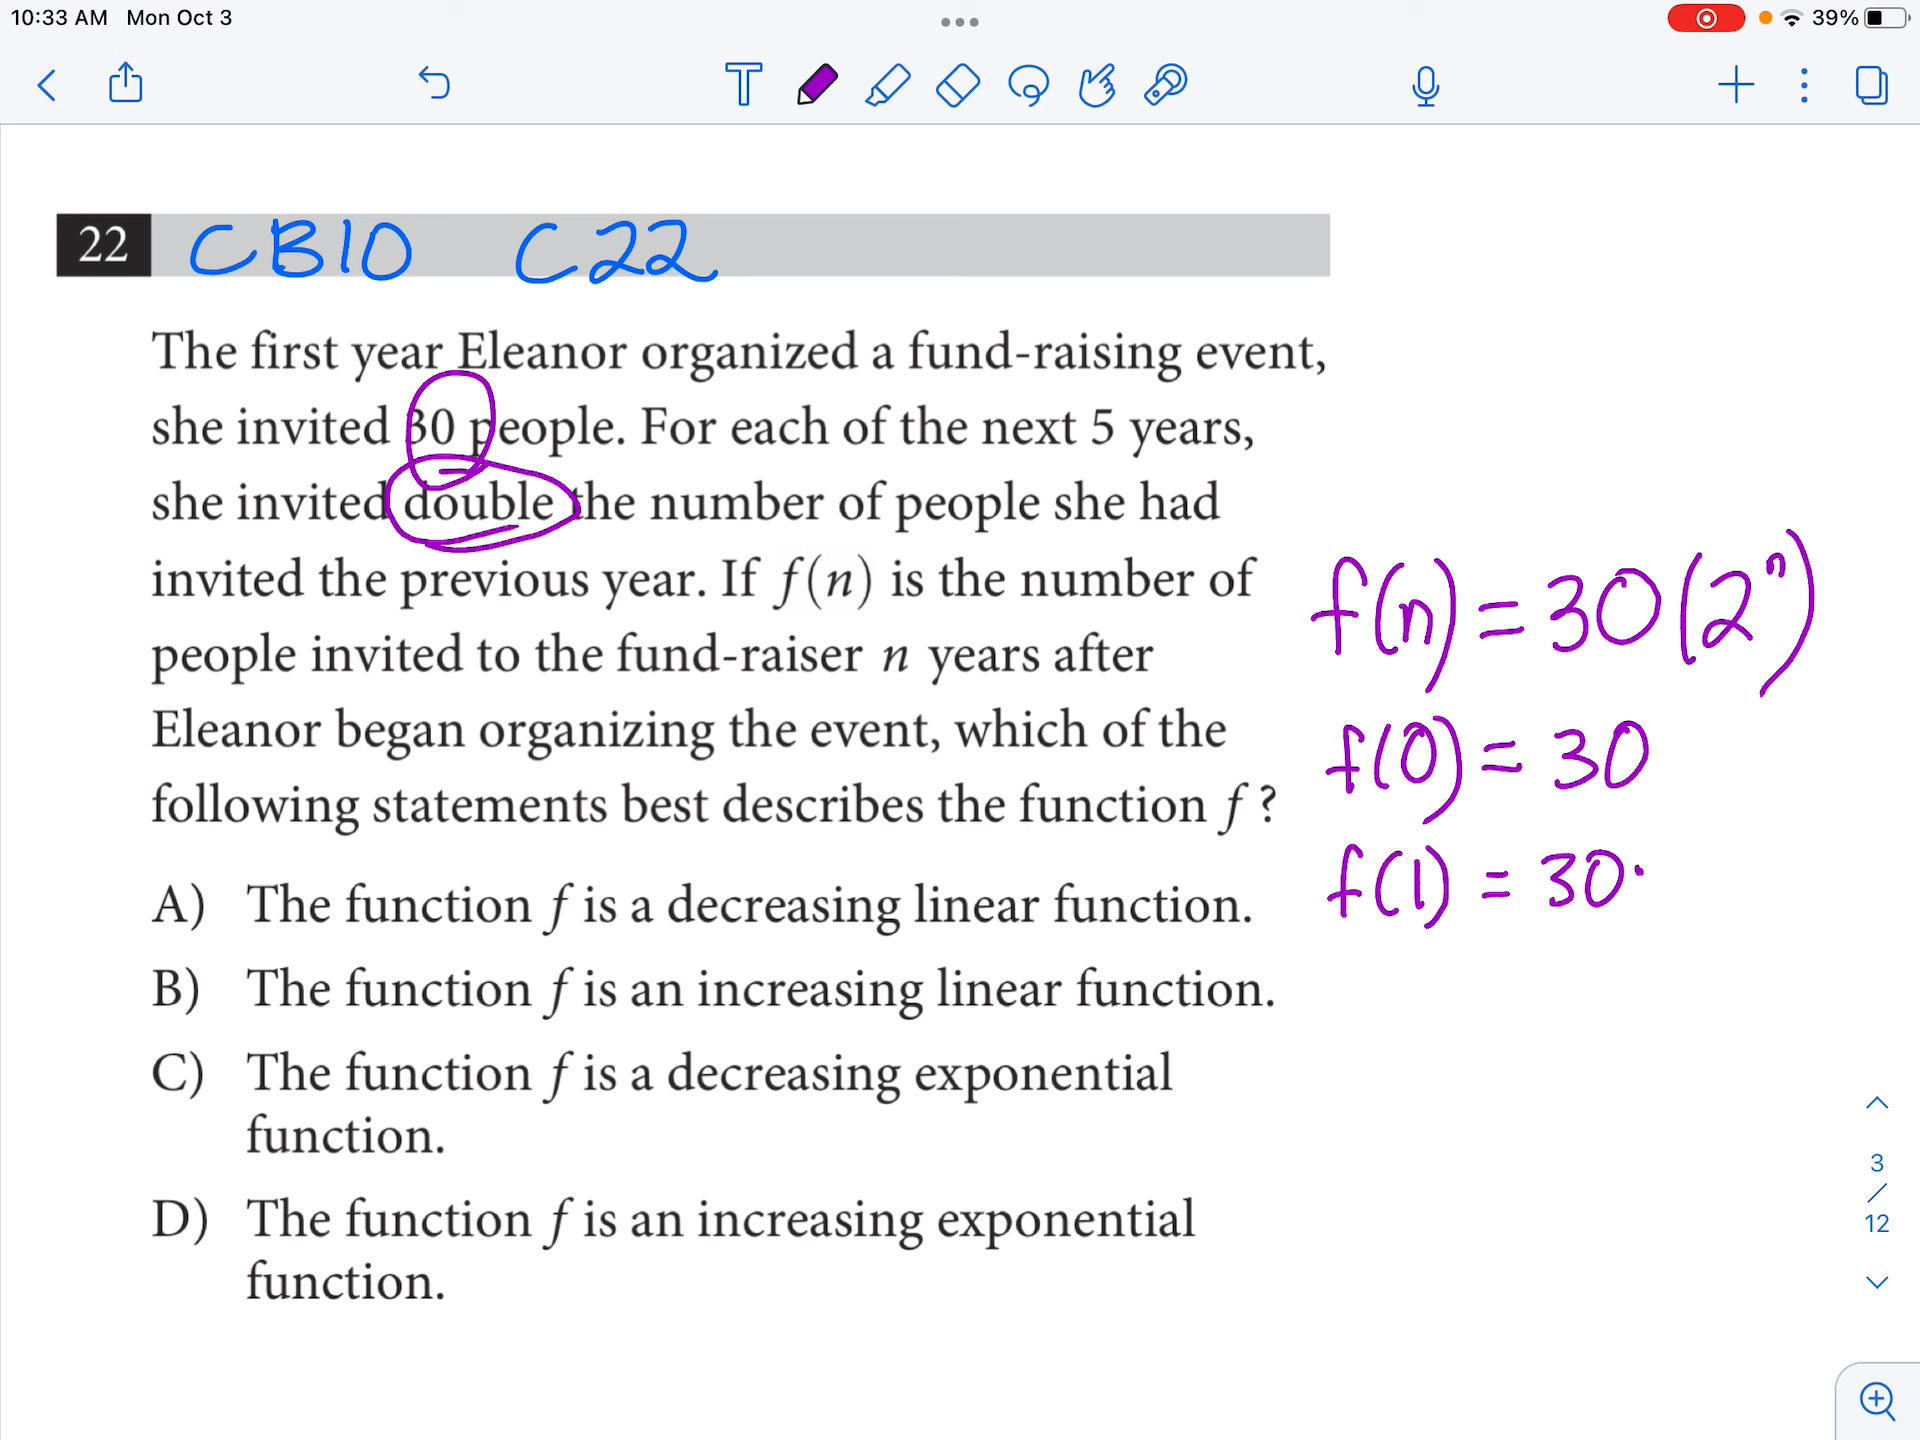 10:33 AM Mon Oct 3
39%
22 CB10 C22
The first year Eleanor organized a fund-raising event,
she invited 30 people. For each of the next 5 years,
she invited double the number of people she had
invited the previous year. If f(n) is the number of
people invited to the fund-raiser n years after
Eleanor began organizing the event, which of the
following statements best describes the function f ?
A) The function f is a decreasing linear function.
B) The function f is an increasing linear function.
C) The function f is a decreasing exponential
function.
D) The function f is an increasing exponential
function.
f(n) = 30(2ⁿ)
f(0) = 30
f(1) = 30·
3
/
12